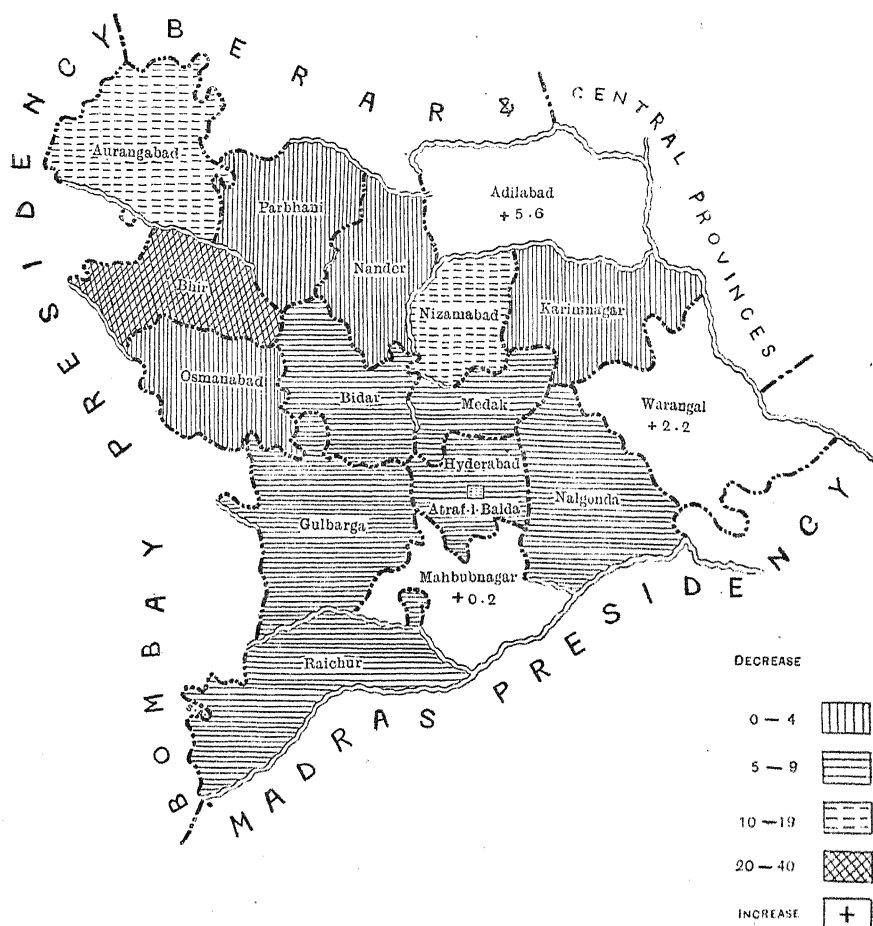 BERAR & CENTRAL PROVINCES
BOMBAY PRESIDENCY
Aurangabad
Parbhani
Adilabad
+5.6
Nander
Bhir
Nizamabad
Karimnagar
Osmanabad
Bidar
Medak
Warangal
+2.2
Hyderabad
Nalgonda
Atraf-i-Balda
Gulbarga
Mahbubnagar
+0.2
Raichur
MADRAS PRESIDENCY
DECREASE
0 — 4
5 — 9
10 — 19
20 — 40
INCREASE +